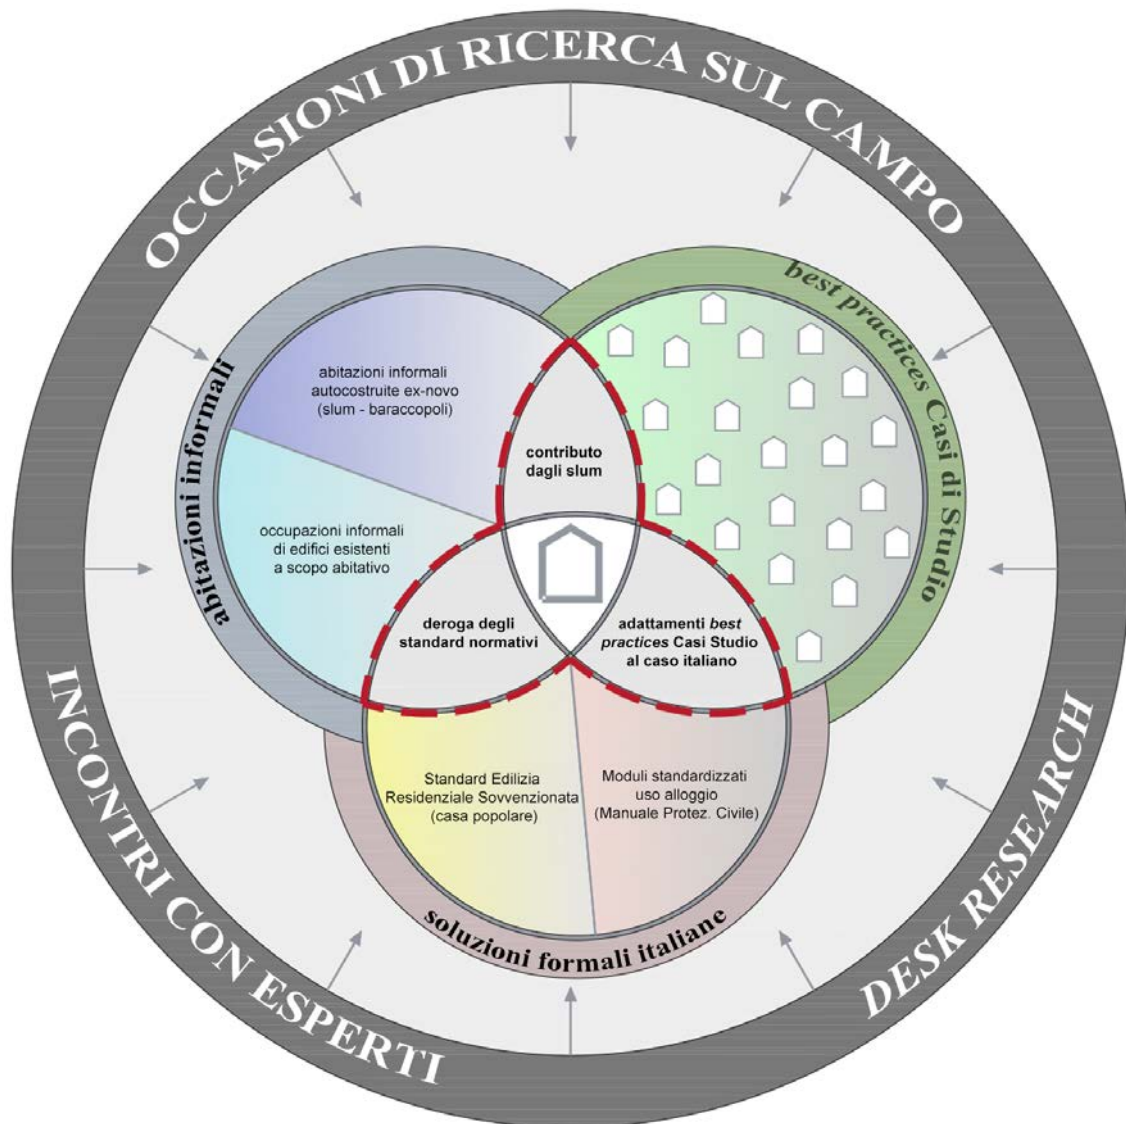 OCCASIONI DI RICERCA SUL CAMPO
best practices Casi di Studio
abitazioni informali
abitazioni informali
autocostruite ex-novo
(slum - baraccopoli)
contributo
dagli slum
occupazioni informali
di edifici esistenti
a scopo abitativo
deroga degli
standard normativi
adattamenti best
practices Casi Studio
al caso italiano
Standard Edilizia
Residenziale Sovvenzionata
(casa popolare)
Moduli standardizzati
uso alloggio
(Manuale Protez. Civile)
soluzioni formali italiane
INCONTRI CON ESPERTI
DESK RESEARCH